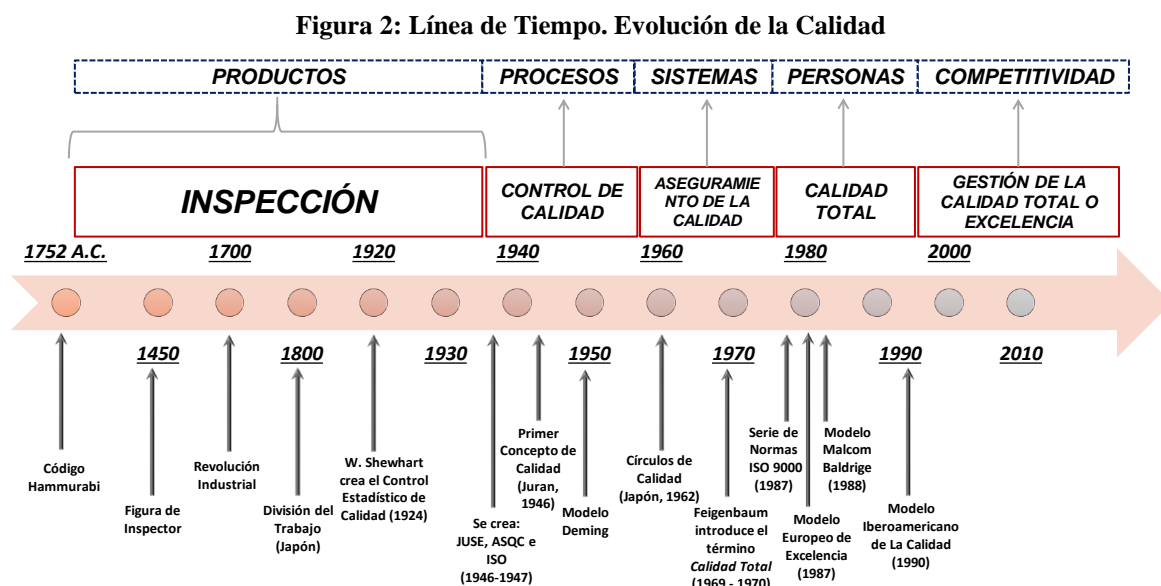 Figura 2: Línea de Tiempo. Evolución de la Calidad
PRODUCTOS
PROCESOS
SISTEMAS
PERSONAS
COMPETITIVIDAD
INSPECCIÓN
CONTROL DE
CALIDAD
ASEGURAMIE
NTO DE LA
CALIDAD
CALIDAD
TOTAL
GESTIÓN DE LA
CALIDAD TOTAL O
EXCELENCIA
1752 A.C.
1700
1920
1940
1960
1980
2000
1450
1800
1930
1950
1970
1990
2010
Código
Hammurabi
Figura de
Inspector
Revolución
Industrial
División del
Trabajo
(Japón)
W. Shewhart
crea el Control
Estadístico de
Calidad (1924)
Se crea:
JUSE, ASQC e
ISO
(1946-1947)
Primer
Concepto de
Calidad
(Juran,
1946)
Modelo
Deming
Círculos de
Calidad
(Japón, 1962)
Feigenbaum
introduce el
término
Calidad Total
(1969 - 1970)
Serie de
Normas
ISO 9000
(1987)
Modelo
Europeo de
Excelencia
(1987)
Modelo
Malcom
Baldrige
(1988)
Modelo
Iberoamericano
de La Calidad
(1990)